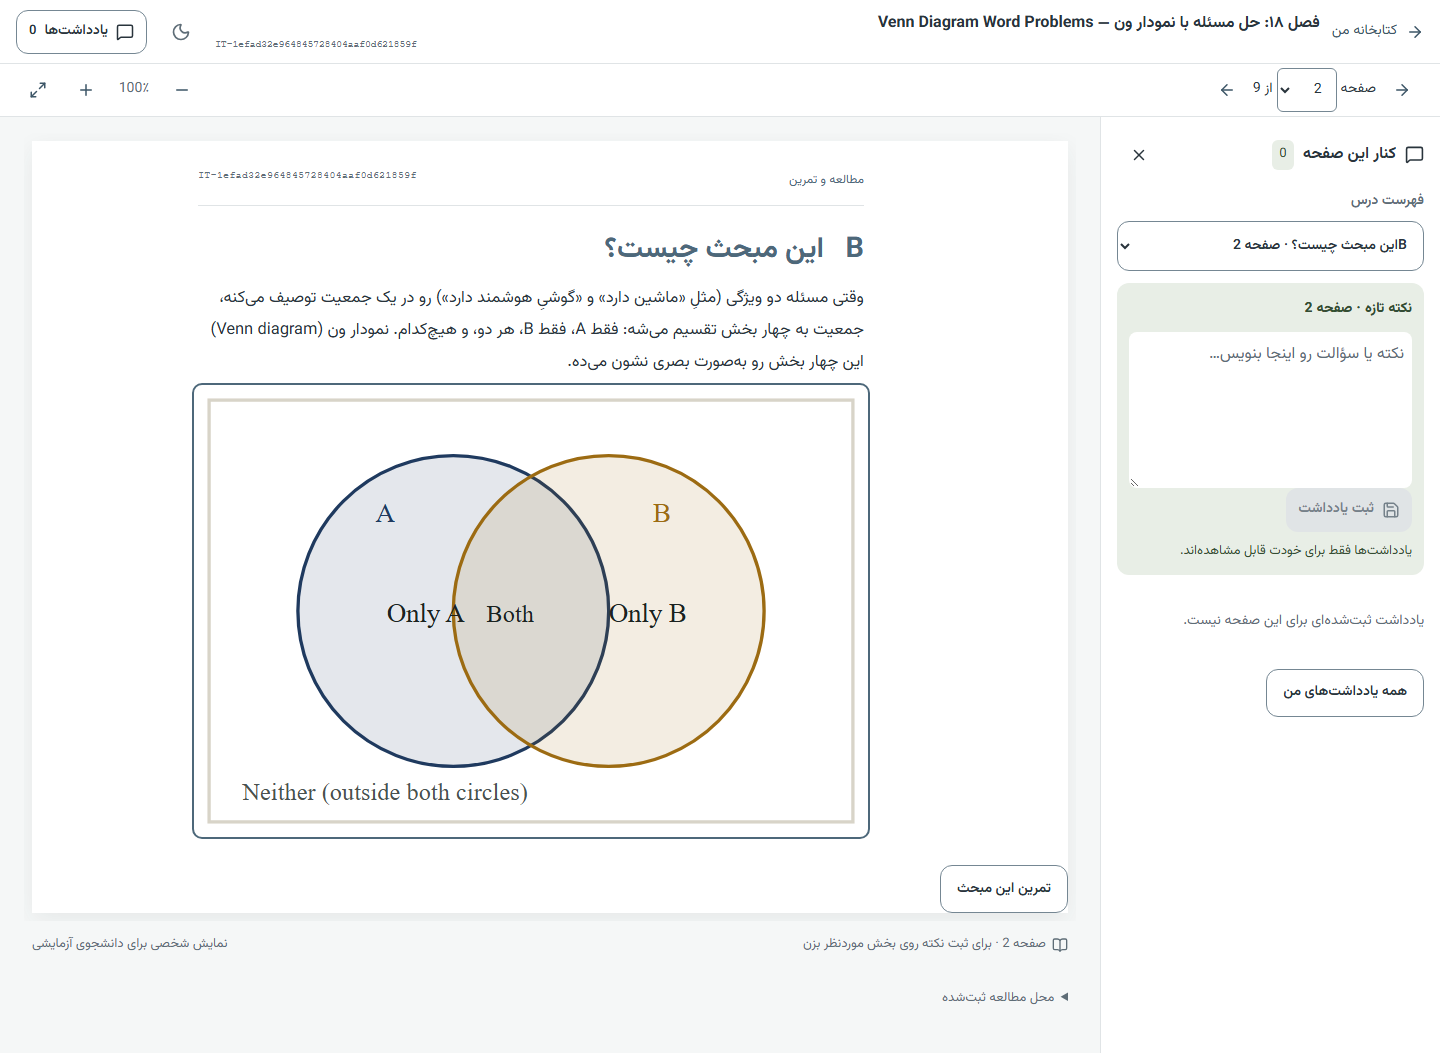 کتابخانه من
فصل ۱۸: حل مسئله با نمودار ون — Venn Diagram Word Problems
IT-1efad32e964845728404aaf0d621859f
یادداشت‌ها 0
صفحه 2 از 9
100٪
کنار این صفحه 0
فهرست درس
Bاین مبحث چیست؟ · صفحه 2
نکته تازه · صفحه 2
نکته یا سؤالت رو اینجا بنویس...
ثبت یادداشت
یادداشت‌ها فقط برای خودت قابل مشاهده‌اند.
یادداشت ثبت‌شده‌ای برای این صفحه نیست.
همه یادداشت‌های من
مطالعه و تمرین
IT-1efad32e964845728404aaf0d621859f
B این مبحث چیست؟
وقتی مسئله دو ویژگی (مثلِ «ماشین دارد» و «گوشیِ هوشمند دارد») رو در یک جمعیت توصیف می‌کنه،
جمعیت به چهار بخش تقسیم می‌شه: فقط A، فقط B، هر دو، و هیچ‌کدام. نمودار ون (Venn diagram)
این چهار بخش رو به‌صورت بصری نشون می‌ده.
A
B
Only A
Both
Only B
Neither (outside both circles)
تمرین این مبحث
صفحه 2 · برای ثبت نکته روی بخش موردنظر بزن
نمایش شخصی برای دانشجوی آزمایشی
محل مطالعه ثبت‌شده